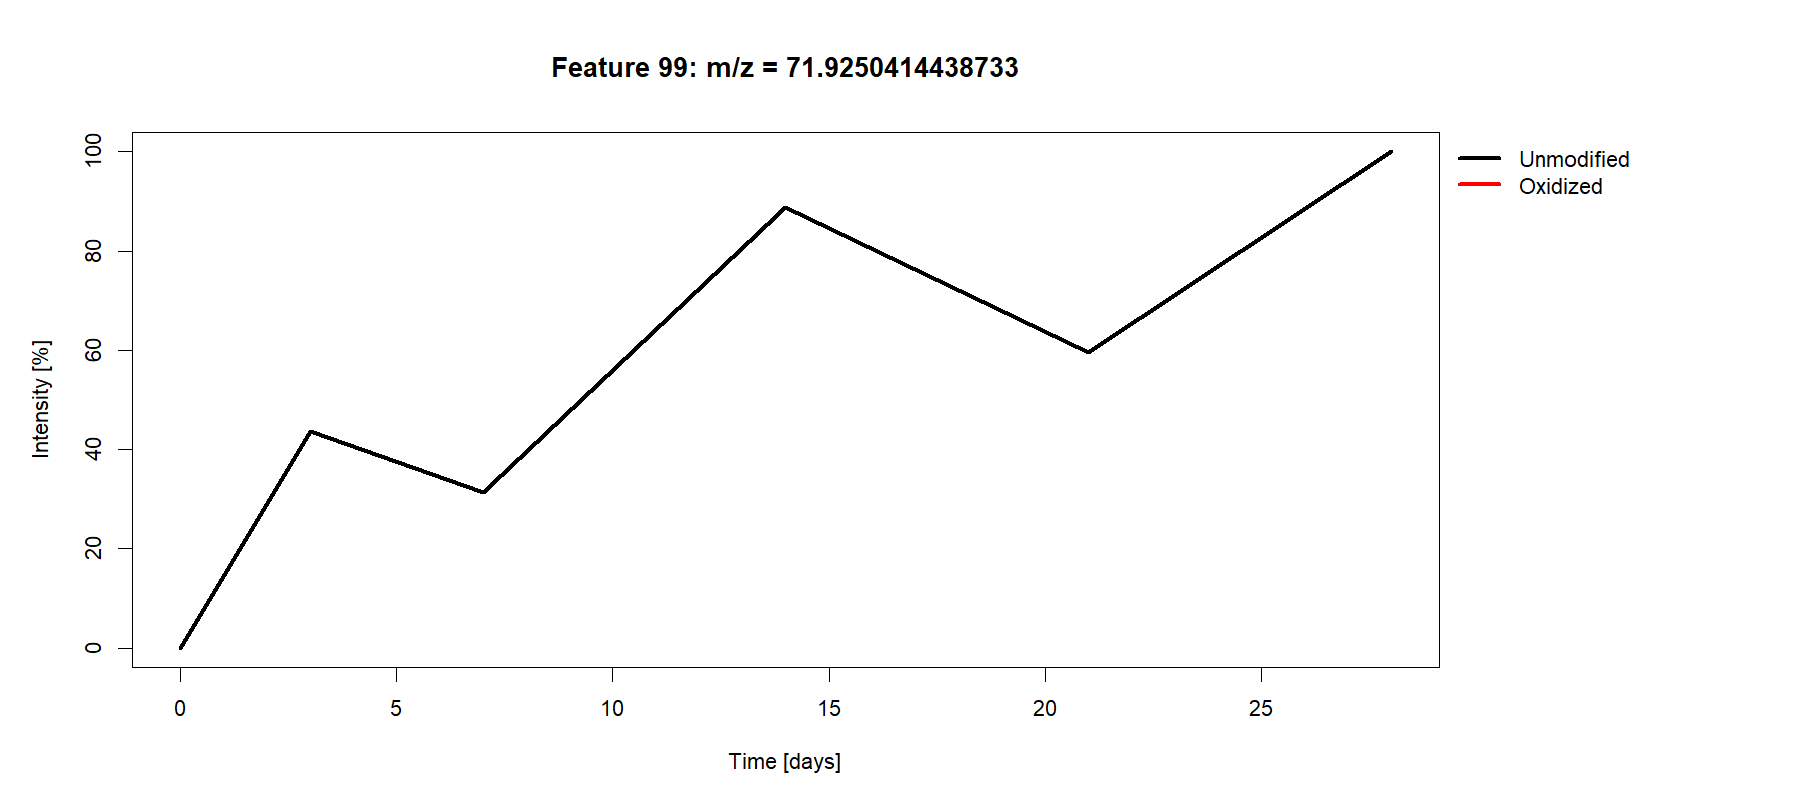 Feature 99: m/z = 71.9250414438733
Unmodified
Oxidized
100
80
60
40
20
0
Intensity [%]
0 5 10 15 20 25
Time [days]